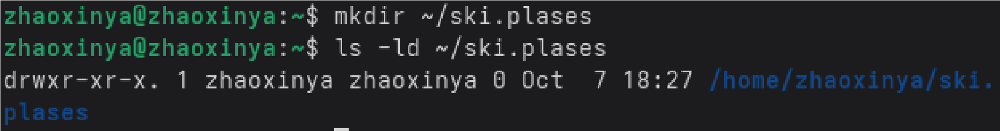 zhaoxinya@zhaoxinya:~$ mkdir ~/ski.plases
zhaoxinya@zhaoxinya:~$ ls -ld ~/ski.plases
drwxr-xr-x. 1 zhaoxinya zhaoxinya 0 Oct  7 18:27 /home/zhaoxinya/ski.
plases